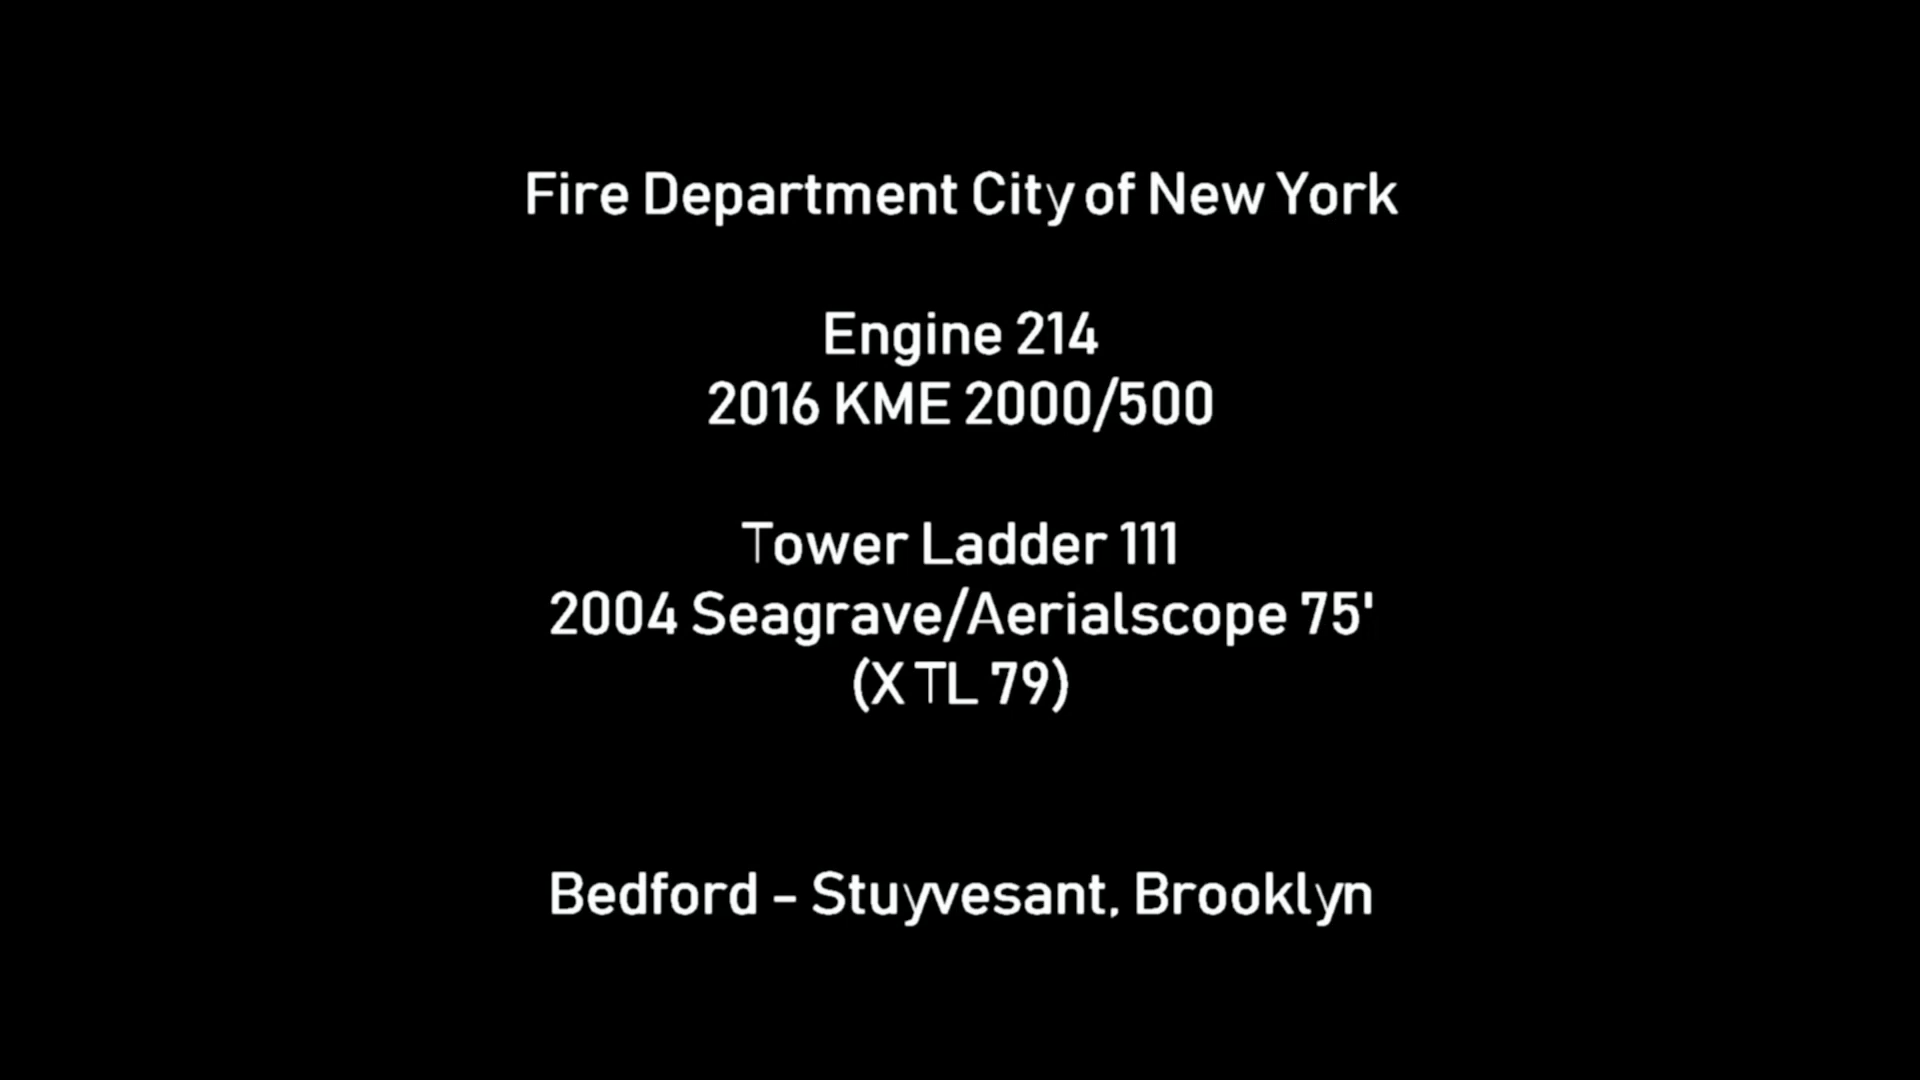 Fire Department City of New York
Engine 214
2016 KME 2000/500
Tower Ladder 111
2004 Seagrave/Aerialscope 75'
(X TL 79)
Bedford - Stuyvesant, Brooklyn